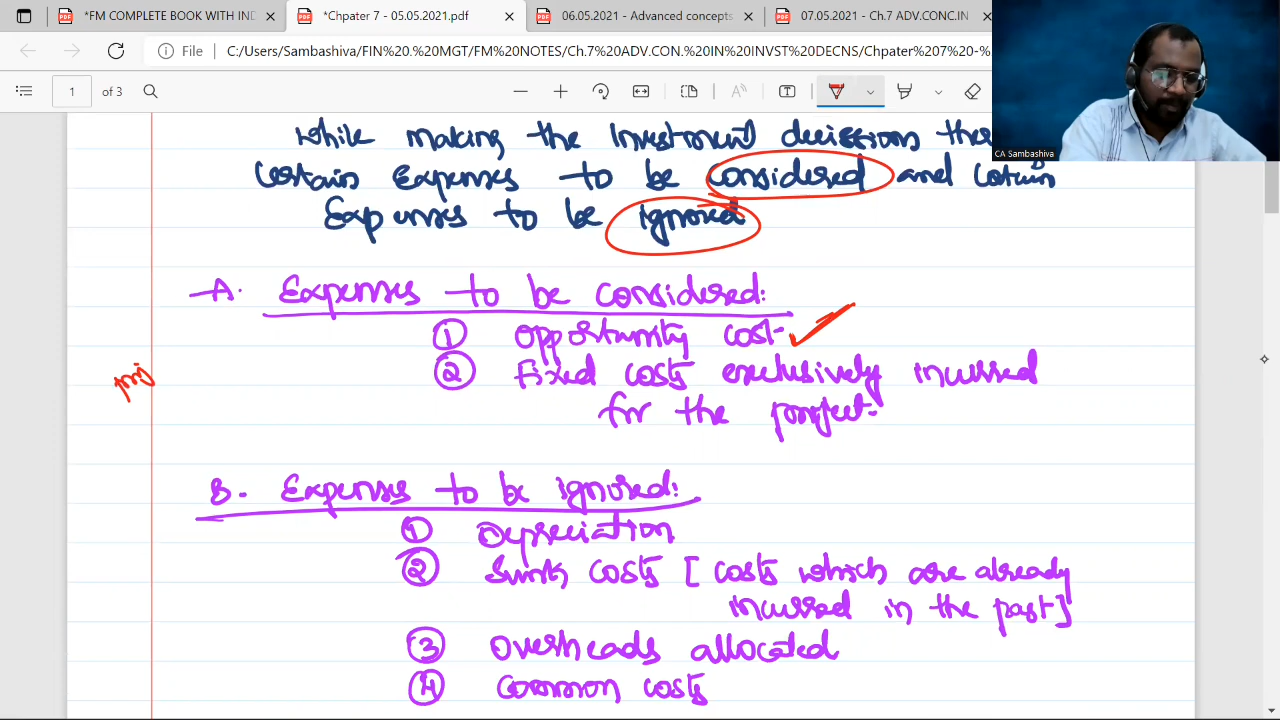 *FM COMPLETE BOOK WITH IND
*Chpater 7 - 05.05.2021.pdf
06.05.2021 - Advanced concepts
07.05.2021 - Ch.7 ADV.CONC.IN
File
C:/Users/Sambashiva/FIN%20.%20MGT/FM%20NOTES/Ch.7%20ADV.CON.%20IN%20INVST%20DECNS/Chpater%207%20-%
1 of 3
CA Sambashiva
While making the Investment decissions
Certain Expenses to be Considered and Certain
Expenses to be ignored
A. Expenses to be considered:
① opportunity cost
② Fixed costs exclusively incurred
for the project.
B. Expenses to be ignored:
① Depreciation
② Sunk costs [ costs which are already
incurred in the past]
③ Overheads allocated
④ Common costs